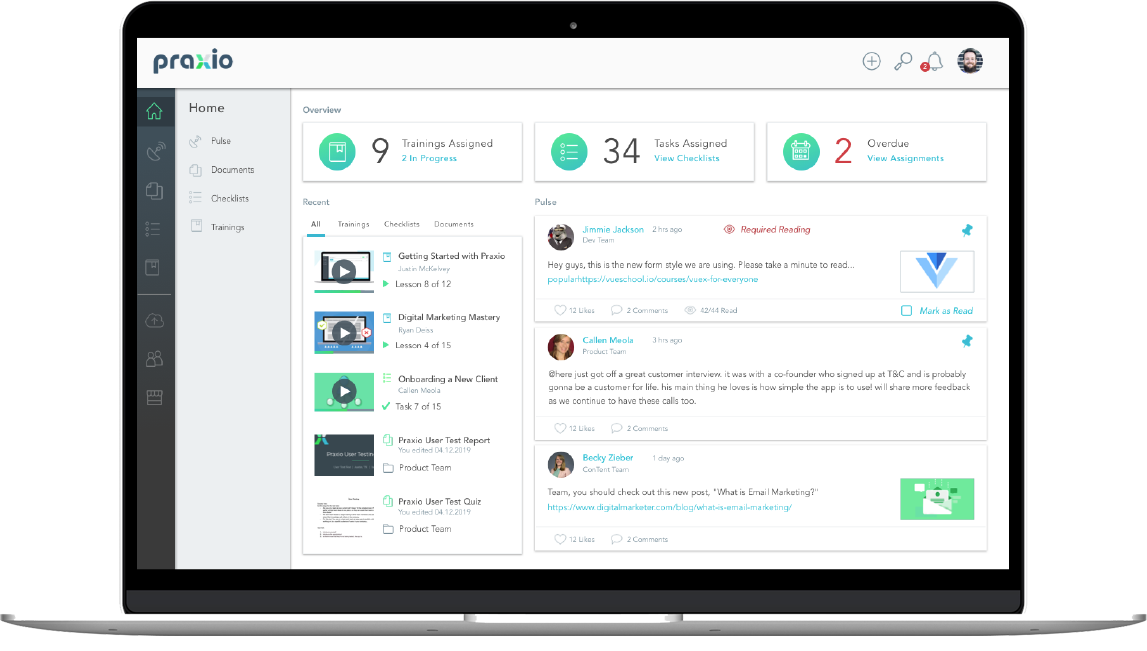 praxio
2
Home
Pulse
Documents
Checklists
Trainings
Overview
9
Trainings Assigned
2 In Progress
34
Tasks Assigned
View Checklists
2
Overdue
View Assignments
Recent
All Trainings Checklists Documents
Getting Started with Praxio
Justin McKelvey
Lesson 8 of 12
Digital Marketing Mastery
Ryan Deiss
Lesson 4 of 15
Onboarding a New Client
Callen Meola
Task 7 of 15
Praxio User Testing
Praxio User Test Report
You edited 04.12.2019
Product Team
Praxio User Test Quiz
You edited 04.12.2019
Product Team
Pulse
Jimmie Jackson 2 hrs ago Required Reading
Dev Team
Hey guys, this is the new form style we are using. Please take a minute to read...
popularhttps://vueschool.io/courses/vuex-for-everyone
12 Likes 2 Comments 42/44 Read Mark as Read
Callen Meola 3 hrs ago
Product Team
@here just got off a great customer interview. it was with a co-founder who signed up at T&C and is probably
gonna be a customer for life. his main thing he loves is how simple the app is to use! will share more feedback
as we continue to have these calls too.
12 Likes 2 Comments
Becky Zieber 1 day ago
ConTent Team
Team, you should check out this new post, "What is Email Marketing?"
https://www.digitalmarketer.com/blog/what-is-email-marketing/
12 Likes 2 Comments